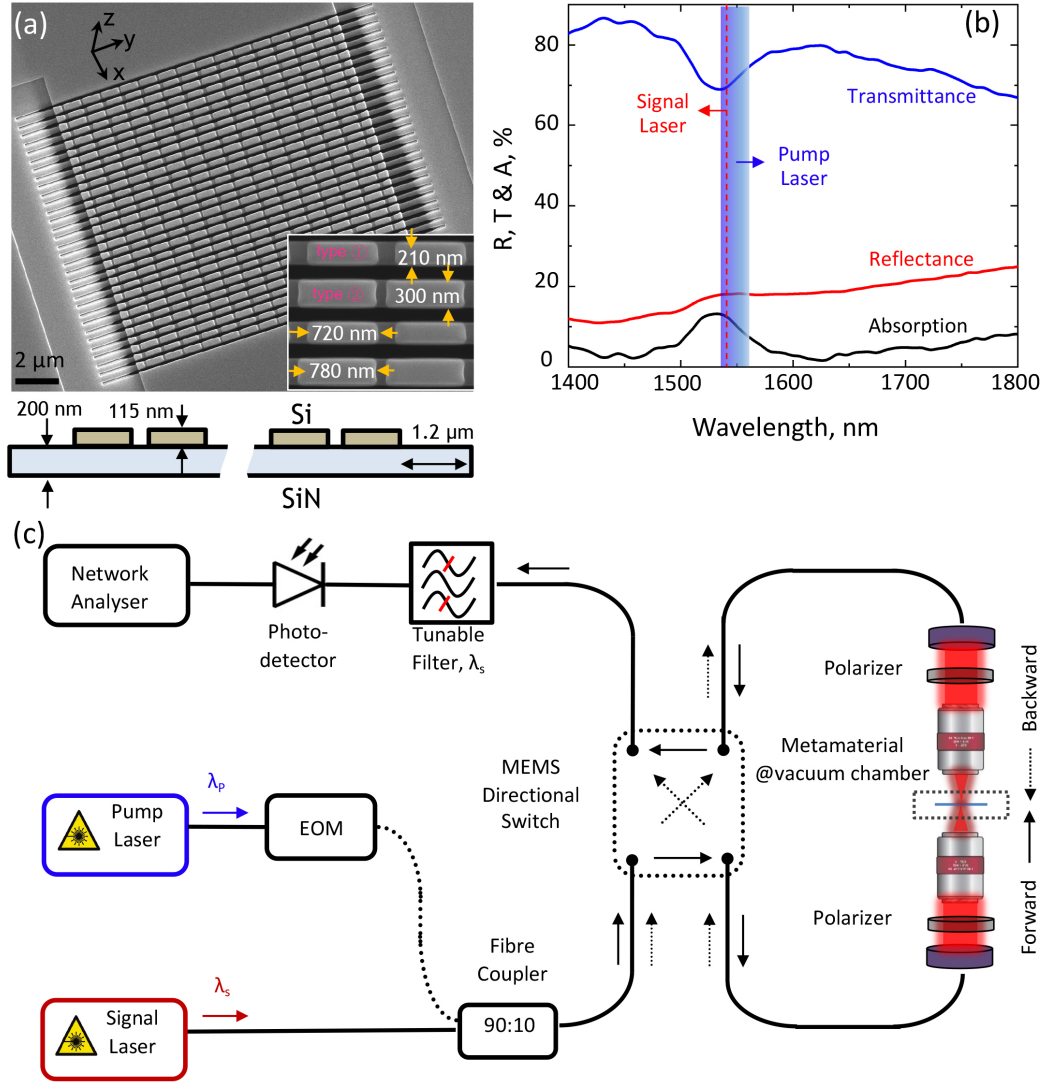 (a)
z
y
x
type ①
210 nm
type ②
300 nm
720 nm
780 nm
2 µm
200 nm
115 nm
Si
1.2 µm
SiN
(b)
R, T & A, %
80
60
40
20
0
Signal
Laser
Transmittance
Pump
Laser
Reflectance
Absorption
1400
1500
1600
1700
1800
Wavelength, nm
(c)
Network
Analyser
Photo-
detector
Tunable
Filter, λs
Polarizer
Metamaterial
@vacuum chamber
MEMS
Directional
Switch
Backward
Forward
λP
Pump
Laser
EOM
Polarizer
Fibre
Coupler
λs
Signal
Laser
90:10